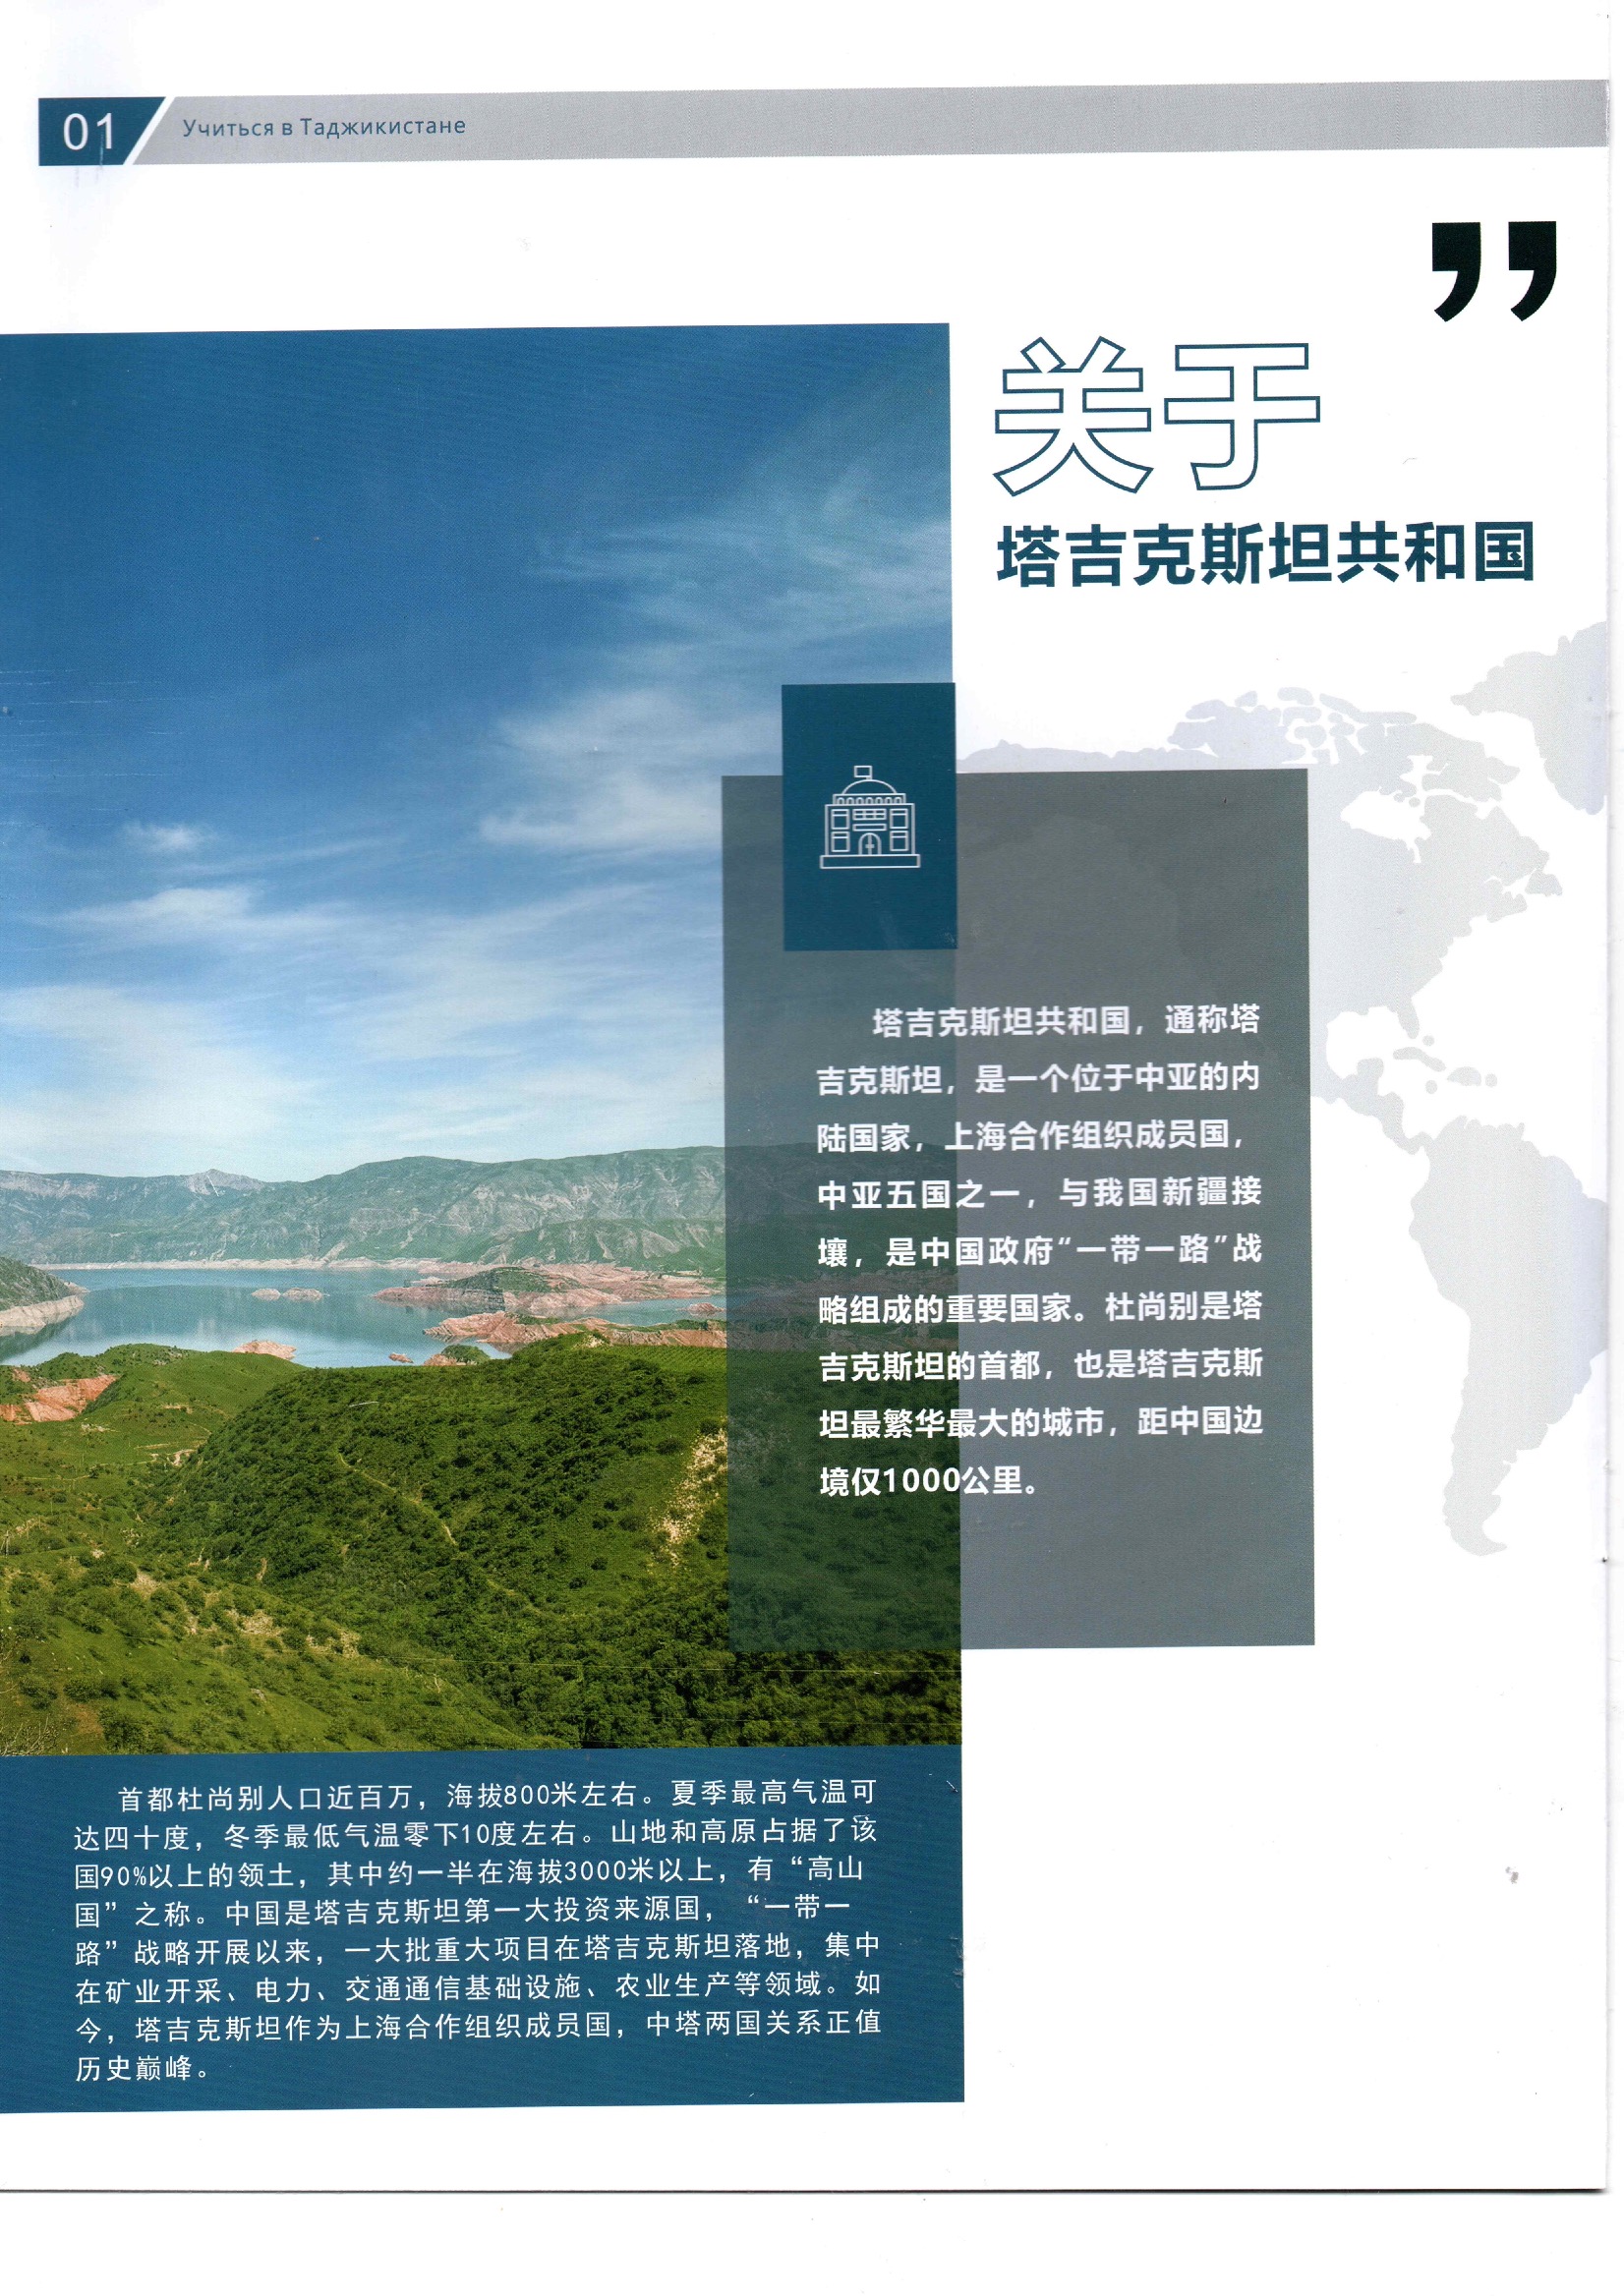 01
Учиться в Таджикистане
”
关于
塔吉克斯坦共和国
塔吉克斯坦共和国，通称塔
吉克斯坦，是一个位于中亚的内
陆国家，上海合作组织成员国，
中亚五国之一，与我国新疆接
壤，是中国政府“一带一路”战
略组成的重要国家。杜尚别是塔
吉克斯坦的首都，也是塔吉克斯
坦最繁华最大的城市，距中国边
境仅1000公里。
首都杜尚别人口近百万，海拔800米左右。夏季最高气温可
达四十度，冬季最低气温零下10度左右。山地和高原占据了该
国90%以上的领土，其中约一半在海拔3000米以上，有“高山
国”之称。中国是塔吉克斯坦第一大投资来源国，“一带一
路”战略开展以来，一大批重大项目在塔吉克斯坦落地，集中
在矿业开采、电力、交通通信基础设施、农业生产等领域。如
今，塔吉克斯坦作为上海合作组织成员国，中塔两国关系正值
历史巅峰。